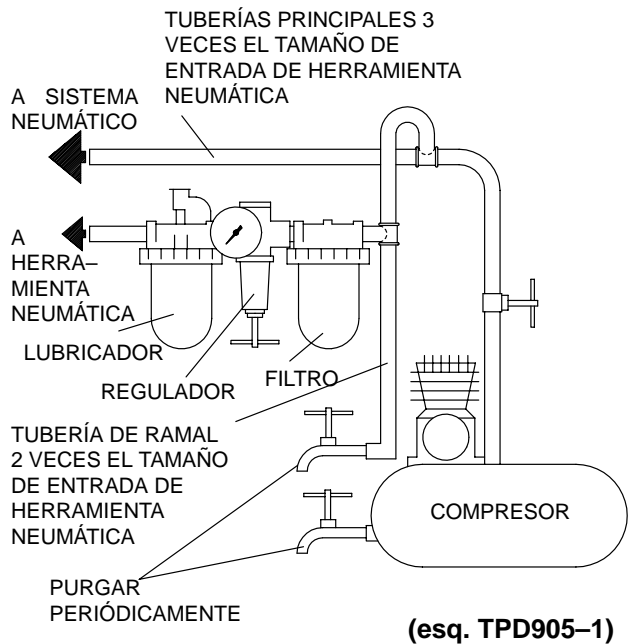 TUBERÍAS PRINCIPALES 3
VECES EL TAMAÑO DE
ENTRADA DE HERRAMIENTA
NEUMÁTICA
A SISTEMA
NEUMÁTICO
A
HERRA–
MIENTA
NEUMÁTICA
LUBRICADOR
REGULADOR
FILTRO
TUBERÍA DE RAMAL
2 VECES EL TAMAÑO
DE ENTRADA DE
HERRAMIENTA
NEUMÁTICA
COMPRESOR
PURGAR
PERIÓDICAMENTE
(esq. TPD905–1)